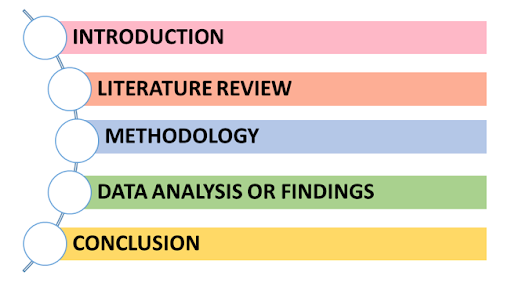 INTRODUCTION
LITERATURE REVIEW
METHODOLOGY
DATA ANALYSIS OR FINDINGS
CONCLUSION